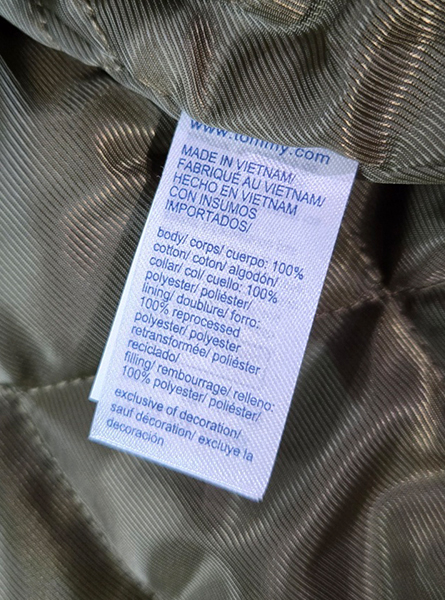 www.tommy.com
MADE IN VIETNAM/
FABRIQUÉ AU VIETNAM/
HECHO EN VIETNAM
CON INSUMOS
IMPORTADOS/
body/ corps/ cuerpo: 100%
cotton/ coton/ algodón/
collar/ col/ cuello: 100%
polyester/ poliéster/
lining/ doublure/ forro:
100% reprocessed
polyester/ polyester
retransformée/ poliéster
reciclado/
filling/ rembourrage/ relleno:
100% polyester/ poliéster/
exclusive of decoration/
sauf décoration/ excluye la
decoración